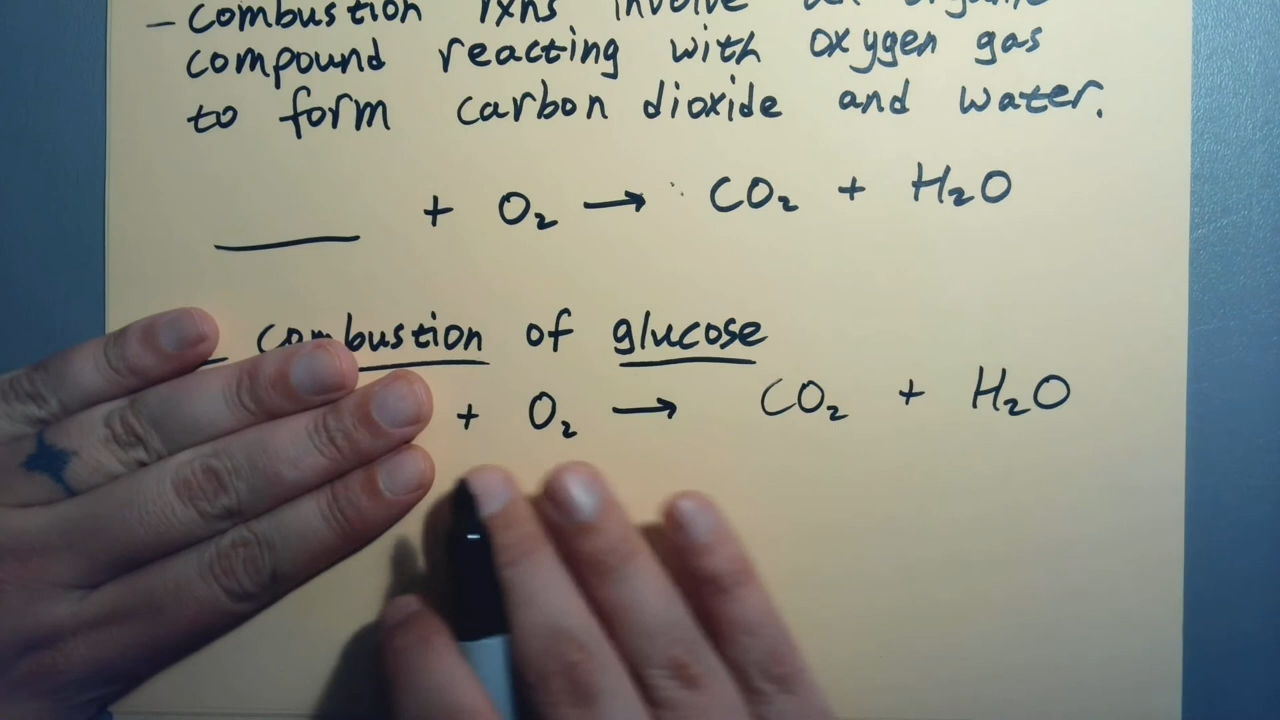 - combustion rxns involve an organic
compound reacting with oxygen gas
to form carbon dioxide and water.
____ + O₂ → CO₂ + H₂O
combustion of glucose
+ O₂ → CO₂ + H₂O